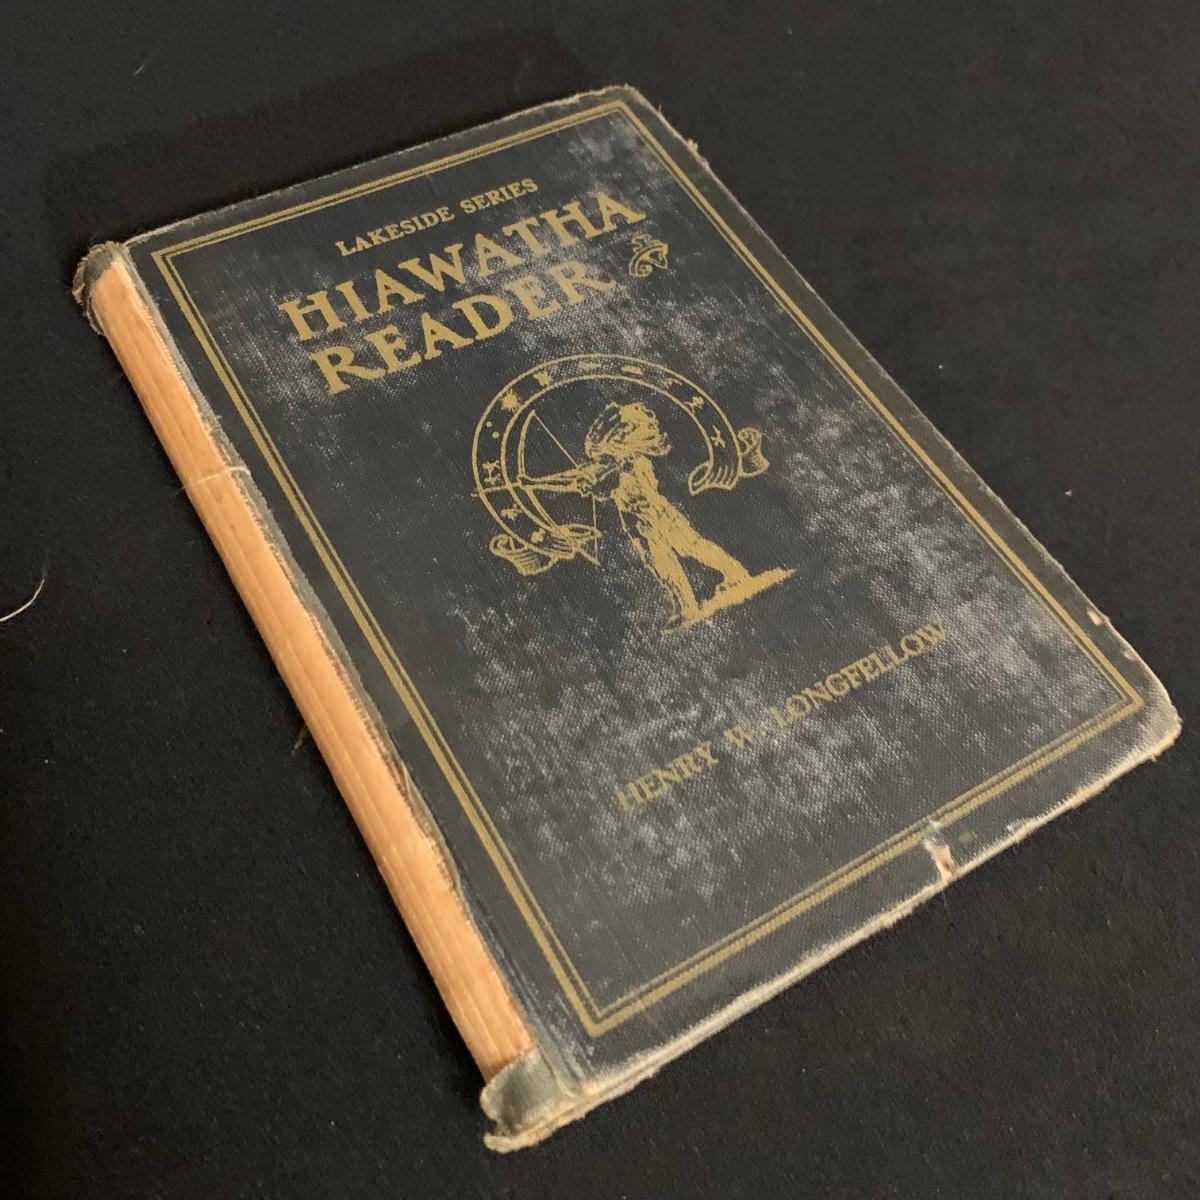 LAKESIDE SERIES
HIAWATHA
READER
HENRY W. LONGFELLOW